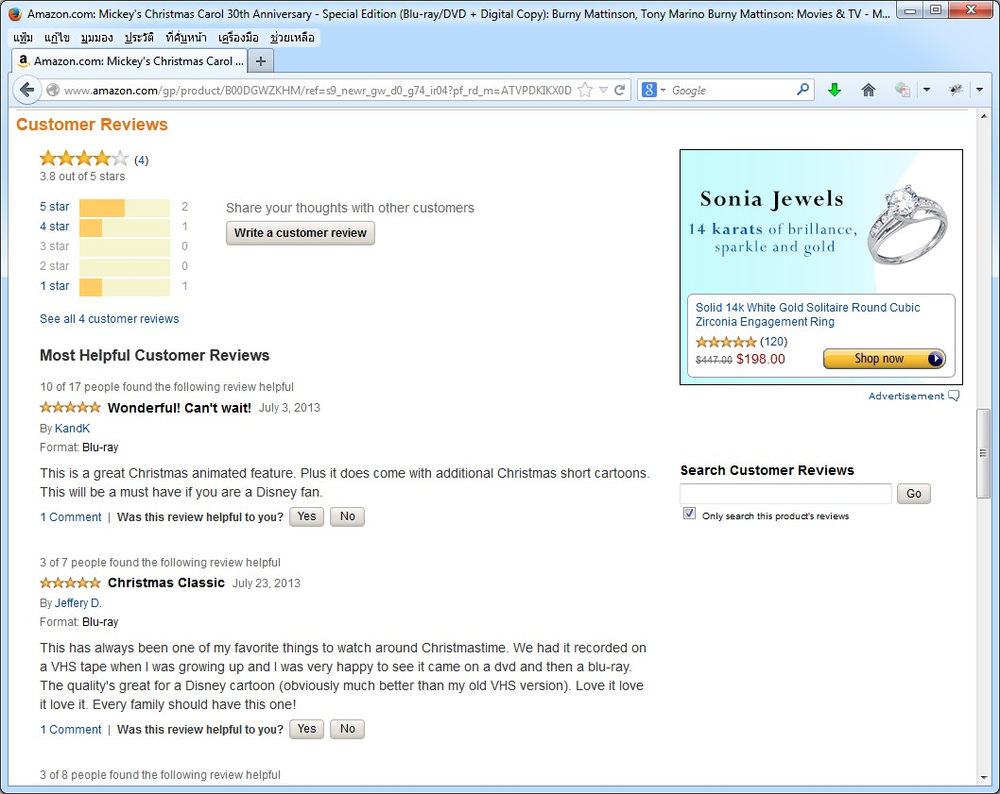 Amazon.com: Mickey's Christmas Carol 30th Anniversary - Special Edition (Blu-ray/DVD + Digital Copy): Burny Mattinson, Tony Marino Burny Mattinson: Movies & TV - M...
แฟ้ม แก้ไข มุมมอง ประวัติ ที่คั่นหน้า เครื่องมือ ช่วยเหลือ
Amazon.com: Mickey's Christmas Carol ...
www.amazon.com/gp/product/B00DGWZKHM/ref=s9_newr_gw_d0_g74_ir04?pf_rd_m=ATVPDKIKX0D
Google
Customer Reviews
(4)
3.8 out of 5 stars
5 star 2
4 star 1
3 star 0
2 star 0
1 star 1
Share your thoughts with other customers
Write a customer review
See all 4 customer reviews
Most Helpful Customer Reviews
10 of 17 people found the following review helpful
Wonderful! Can't wait! July 3, 2013
By KandK
Format: Blu-ray
This is a great Christmas animated feature. Plus it does come with additional Christmas short cartoons.
This will be a must have if you are a Disney fan.
1 Comment | Was this review helpful to you? Yes No
3 of 7 people found the following review helpful
Christmas Classic July 23, 2013
By Jeffery D.
Format: Blu-ray
This has always been one of my favorite things to watch around Christmastime. We had it recorded on
a VHS tape when I was growing up and I was very happy to see it came on a dvd and then a blu-ray.
The quality's great for a Disney cartoon (obviously much better than my old VHS version). Love it love
it love it. Every family should have this one!
1 Comment | Was this review helpful to you? Yes No
3 of 8 people found the following review helpful
Sonia Jewels
14 karats of brilliance,
sparkle and gold
Solid 14k White Gold Solitaire Round Cubic
Zirconia Engagement Ring
(120)
$447.00 $198.00
Shop now
Advertisement
Search Customer Reviews
Go
Only search this product's reviews